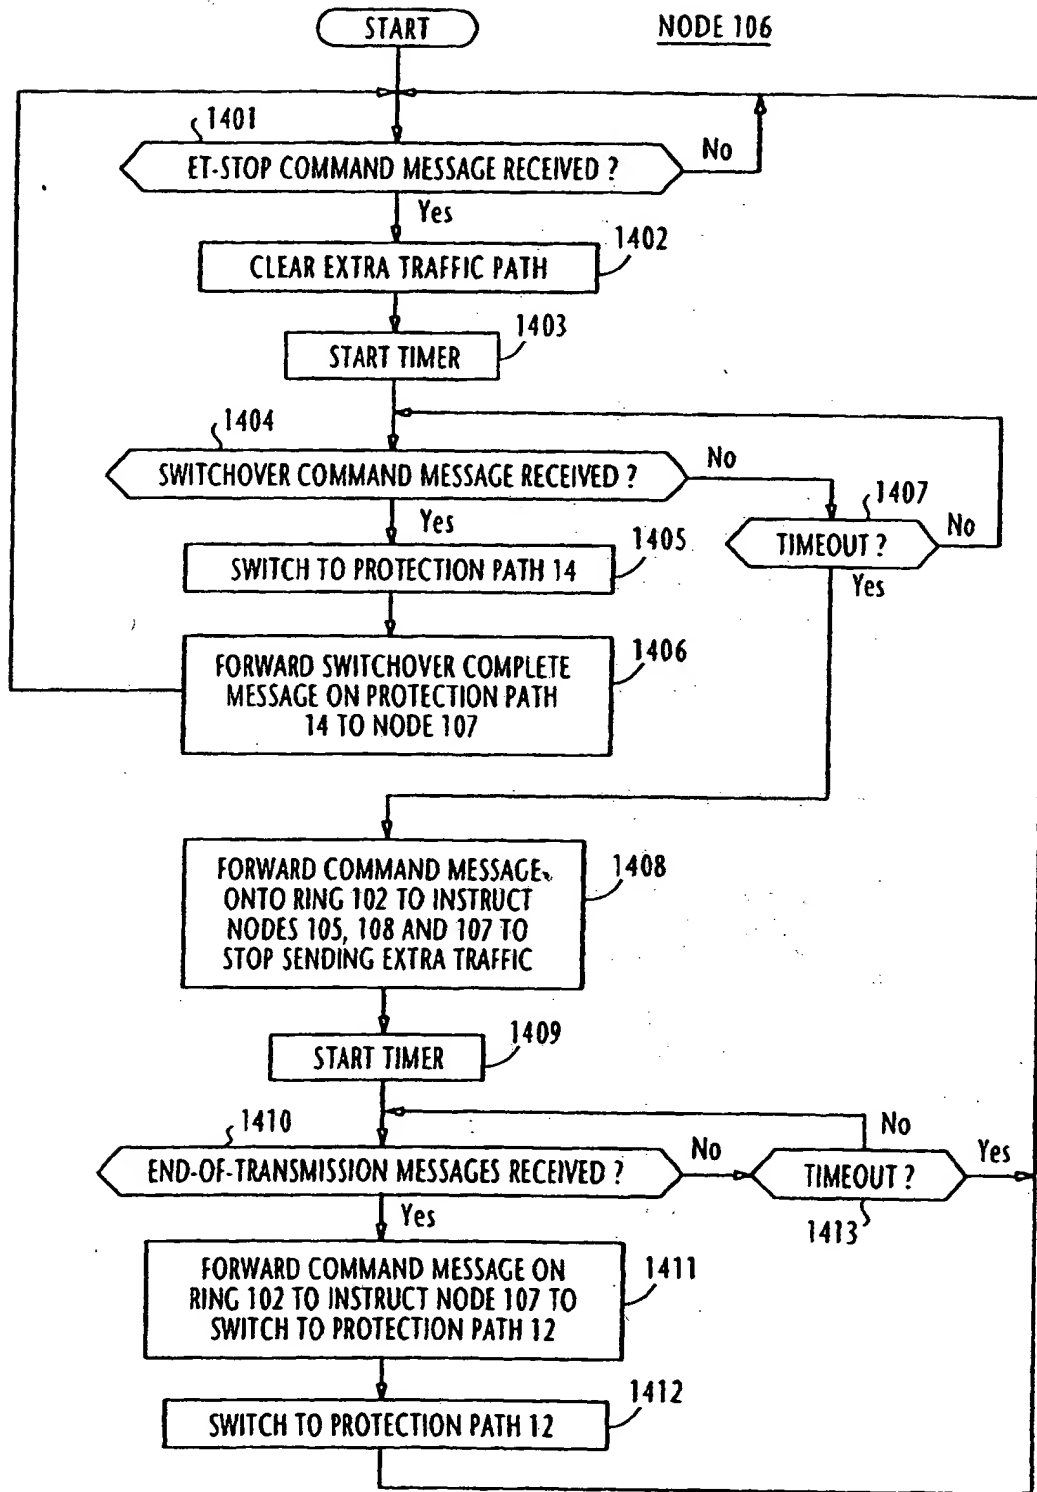 START
NODE 106
1401
ET-STOP COMMAND MESSAGE RECEIVED ?
No
Yes
1402
CLEAR EXTRA TRAFFIC PATH
1403
START TIMER
1404
SWITCHOVER COMMAND MESSAGE RECEIVED ?
No
1407
TIMEOUT ?
No
Yes
Yes
1405
SWITCH TO PROTECTION PATH 14
1406
FORWARD SWITCHOVER COMPLETE
MESSAGE ON PROTECTION PATH
14 TO NODE 107
1408
FORWARD COMMAND MESSAGE
ONTO RING 102 TO INSTRUCT
NODES 105, 108 AND 107 TO
STOP SENDING EXTRA TRAFFIC
1409
START TIMER
1410
END-OF-TRANSMISSION MESSAGES RECEIVED ?
No
No
TIMEOUT ?
Yes
1413
Yes
1411
FORWARD COMMAND MESSAGE ON
RING 102 TO INSTRUCT NODE 107 TO
SWITCH TO PROTECTION PATH 12
1412
SWITCH TO PROTECTION PATH 12